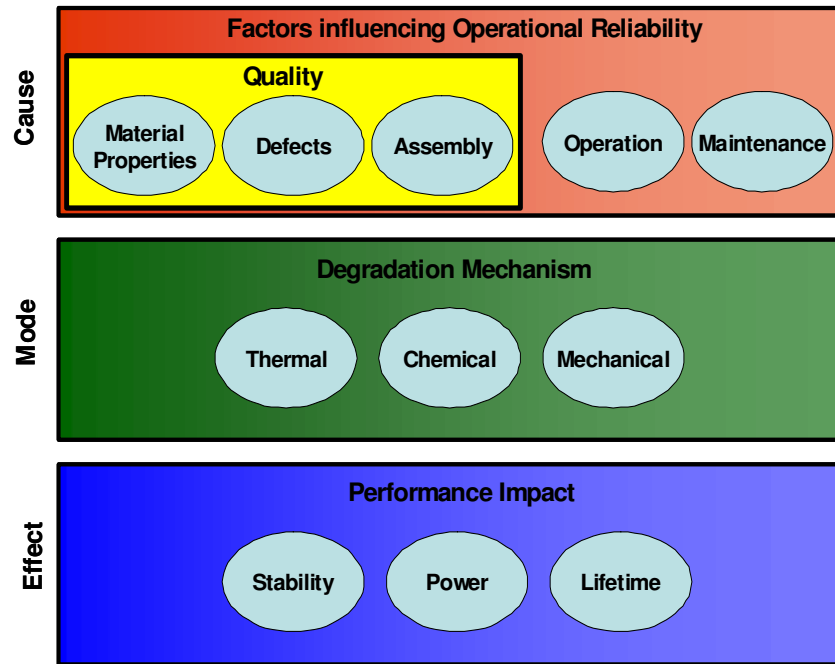 Cause
Factors influencing Operational Reliability
Quality
Material
Properties
Defects
Assembly
Operation
Maintenance
Mode
Degradation Mechanism
Thermal
Chemical
Mechanical
Effect
Performance Impact
Stability
Power
Lifetime